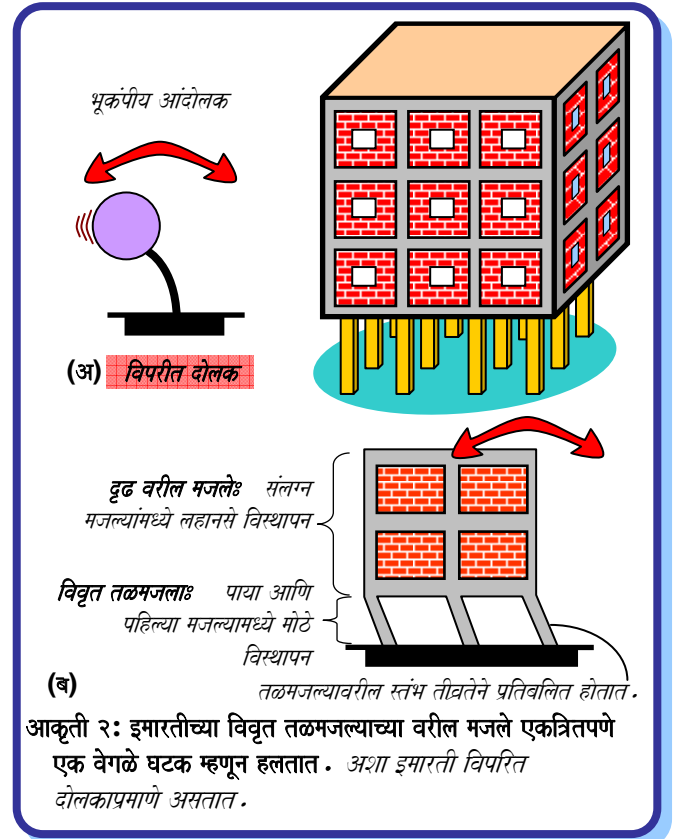 भूकंपीय आंदोलक
(अ) विपरीत दोलक
दृढ वरील मजलेः संलग्न
मजल्यांमध्ये लहानसे विस्थापन
विवृत तळमजलाः पाया आणि
पहिल्या मजल्यामध्ये मोठे
विस्थापन
(ब)
तळमजल्यावरील स्तंभ तीव्रतेने प्रतिबलित होतात.
आकृती २: इमारतीच्या विवृत तळमजल्याच्या वरील मजले एकत्रितपणे
एक वेगळे घटक म्हणून हलतात. अशा इमारती विपरित
दोलकाप्रमाणे असतात.